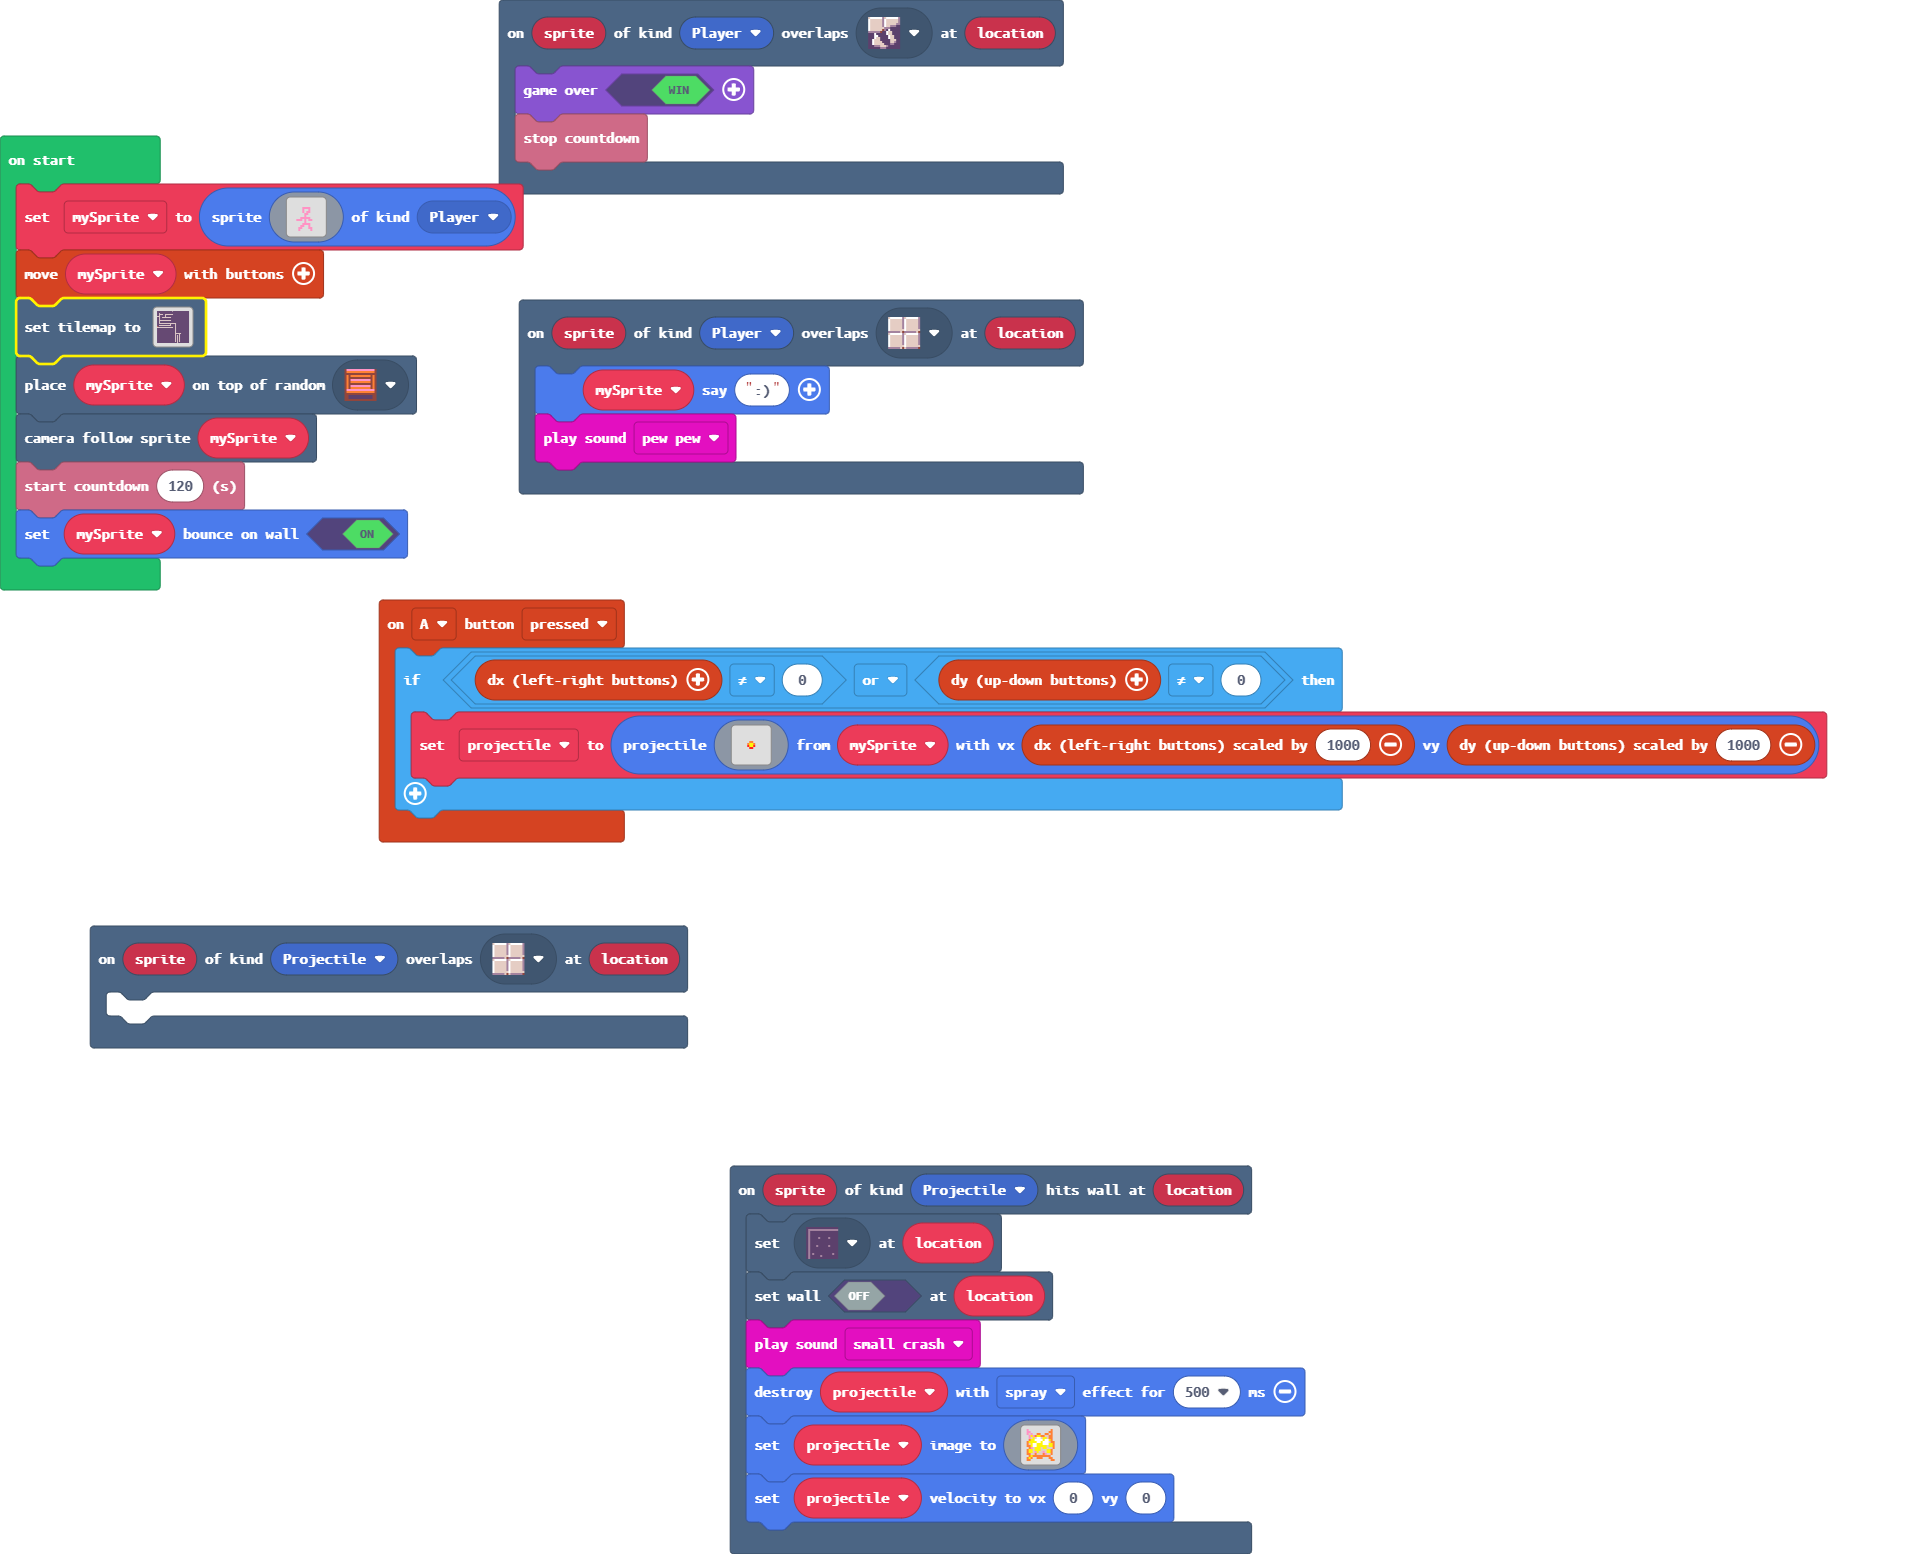 on sprite of kind Player overlaps at location
game over WIN
stop countdown
on start
set mySprite to sprite of kind Player
move mySprite with buttons
set tilemap to
place mySprite on top of random
camera follow sprite mySprite
start countdown 120 (s)
set mySprite bounce on wall ON
on sprite of kind Player overlaps at location
mySprite say ":)"
play sound pew pew
on A button pressed
if dx (left-right buttons) ≠ 0 or dy (up-down buttons) ≠ 0 then
set projectile to projectile from mySprite with vx dx (left-right buttons) scaled by 1000 vy dy (up-down buttons) scaled by 1000
on sprite of kind Projectile overlaps at location
on sprite of kind Projectile hits wall at location
set at location
set wall OFF at location
play sound small crash
destroy projectile with spray effect for 500 ms
set projectile image to
set projectile velocity to vx 0 vy 0